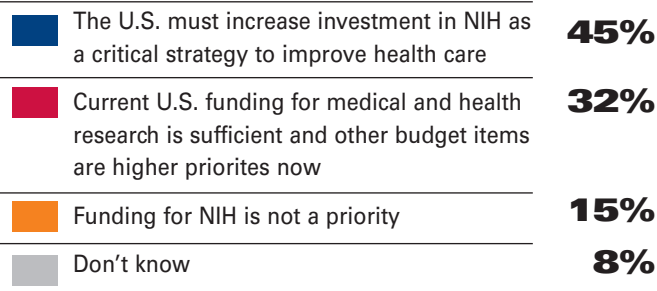 The U.S. must increase investment in NIH as
a critical strategy to improve health care
45%
Current U.S. funding for medical and health
research is sufficient and other budget items
are higher priorites now
32%
Funding for NIH is not a priority
15%
Don't know
8%